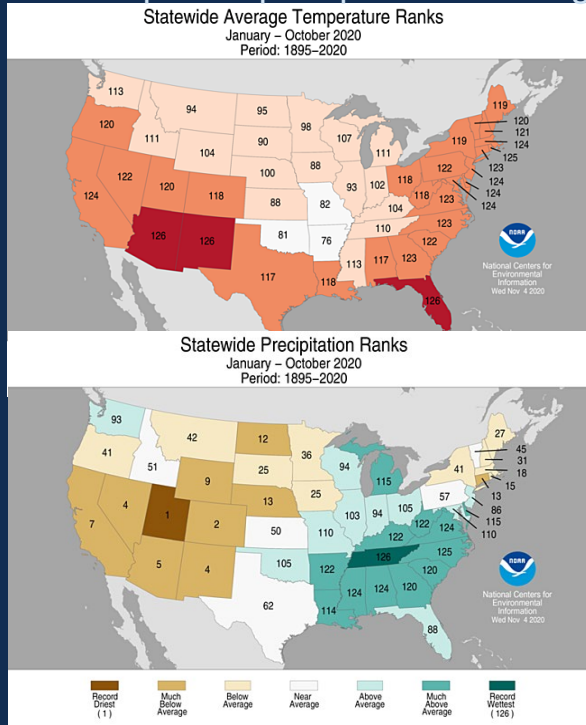 Statewide Average Temperature Ranks
January – October 2020
Period: 1895–2020
113
94
95
98
107
111
119
120
121
124
125
123
124
124
124
120
111
104
90
88
100
93
102
118
122
119
124
122
120
118
88
82
104
118
123
110
123
126
126
81
76
122
117
118
113
117
123
126
NOAA
National Centers for
Environmental
Information
Wed Nov 4 2020
Statewide Precipitation Ranks
January – October 2020
Period: 1895–2020
93
42
12
36
94
115
27
45
31
18
15
13
86
115
110
41
51
9
25
25
13
41
57
7
4
1
2
50
110
103
94
105
122
122
124
126
125
5
4
105
122
120
62
114
124
124
120
88
NOAA
National Centers for
Environmental
Information
Wed Nov 4 2020
Record
Driest
( 1 )
Much
Below
Average
Below
Average
Near
Average
Above
Average
Much
Above
Average
Record
Wettest
( 126 )